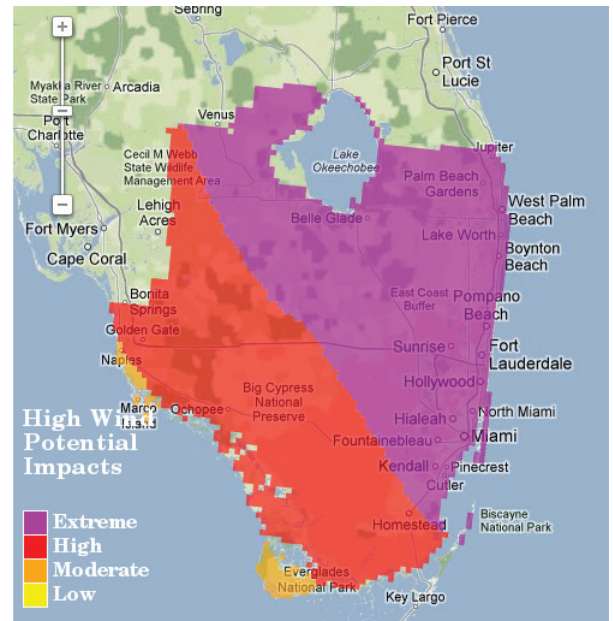 Sebring
Fort Pierce
Port St
Lucie
Myakka River
State Park
Arcadia
Venus
Port
Charlotte
Jupiter
Cecil M Webb
State Wildlife
Management Area
Lake
Okeechobee
Palm Beach
Gardens
Lehigh
Acres
Belle Glade
West Palm
Beach
Fort Myers
Lake Worth
Cape Coral
Boynton
Beach
Bonita
Springs
East Coast
Buffer
Pompano
Beach
Golden Gate
Naples
Sunrise
Fort
Lauderdale
Big Cypress
National
Preserve
Hollywood
Marco
Island
Ochopee
Hialeah
North Miami
Fountainebleau
Miami
Kendall
Pinecrest
Cutler
Homestead
Biscayne
National Park
Everglades
National Park
Key Largo
High Wind
Potential
Impacts
Extreme
High
Moderate
Low